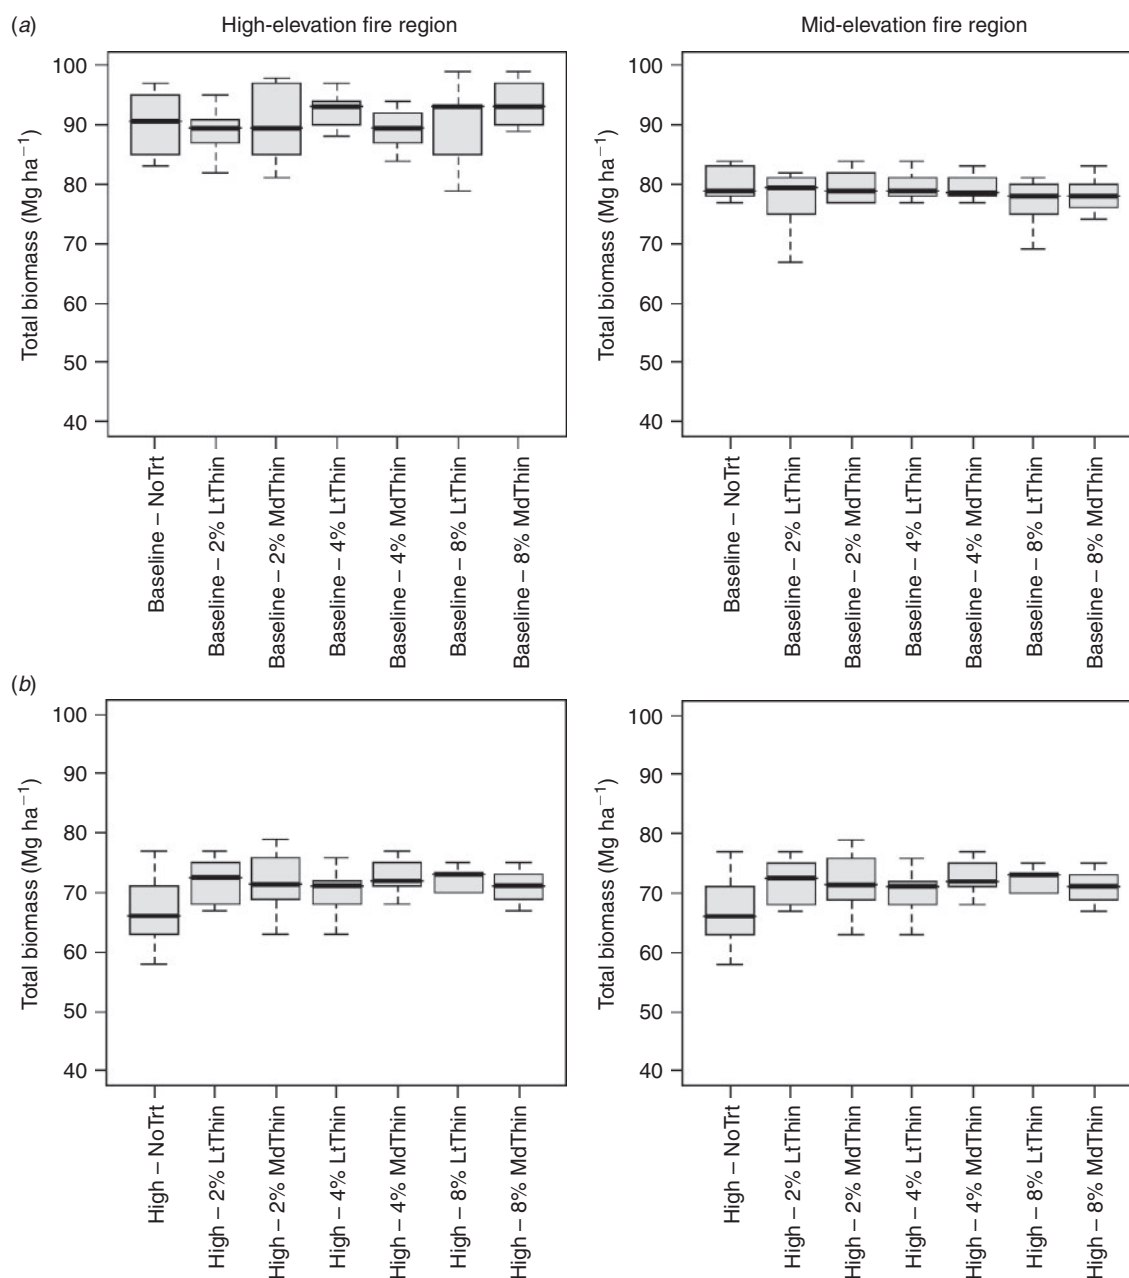 (a)
High-elevation fire region
Mid-elevation fire region
Total biomass (Mg ha−1)
100
90
80
70
60
50
40
Baseline – NoTrt
Baseline – 2% LtThin
Baseline – 2% MdThin
Baseline – 4% LtThin
Baseline – 4% MdThin
Baseline – 8% LtThin
Baseline – 8% MdThin
Total biomass (Mg ha−1)
100
90
80
70
60
50
40
Baseline – NoTrt
Baseline – 2% LtThin
Baseline – 2% MdThin
Baseline – 4% LtThin
Baseline – 4% MdThin
Baseline – 8% LtThin
Baseline – 8% MdThin
(b)
Total biomass (Mg ha−1)
100
90
80
70
60
50
40
High – NoTrt
High – 2% LtThin
High – 2% MdThin
High – 4% LtThin
High – 4% MdThin
High – 8% LtThin
High – 8% MdThin
Total biomass (Mg ha−1)
100
90
80
70
60
50
40
High – NoTrt
High – 2% LtThin
High – 2% MdThin
High – 4% LtThin
High – 4% MdThin
High – 8% LtThin
High – 8% MdThin